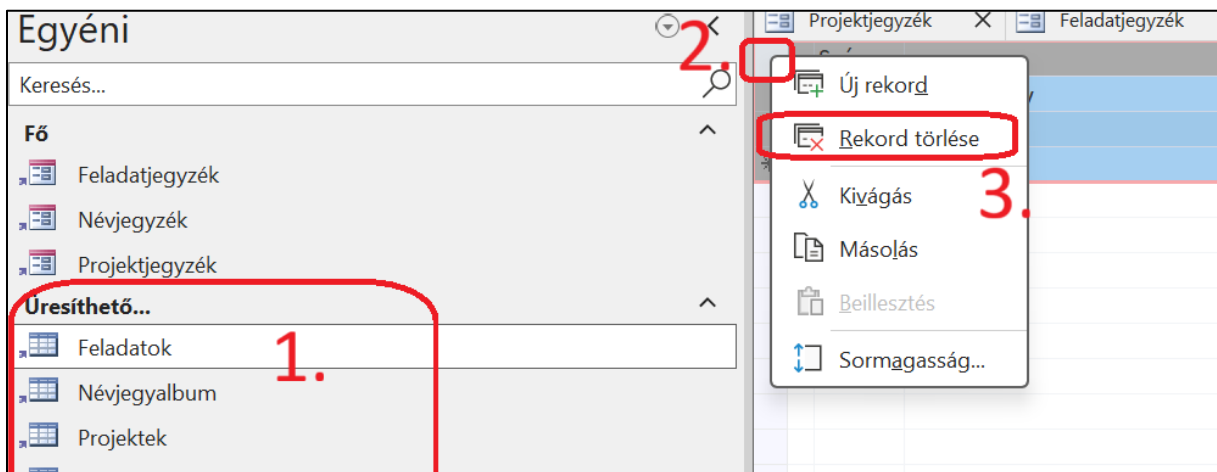 Egyéni
2.
Projektjegyzék
Feladatjegyzék
Keresés...
Fő
Feladatjegyzék
Névjegyzék
Projektjegyzék
Üresíthető...
Feladatok
1.
Névjegyalbum
Projektek
Új rekord
Rekord törlése
3.
Kivágás
Másolás
Beillesztés
Sormagasság...